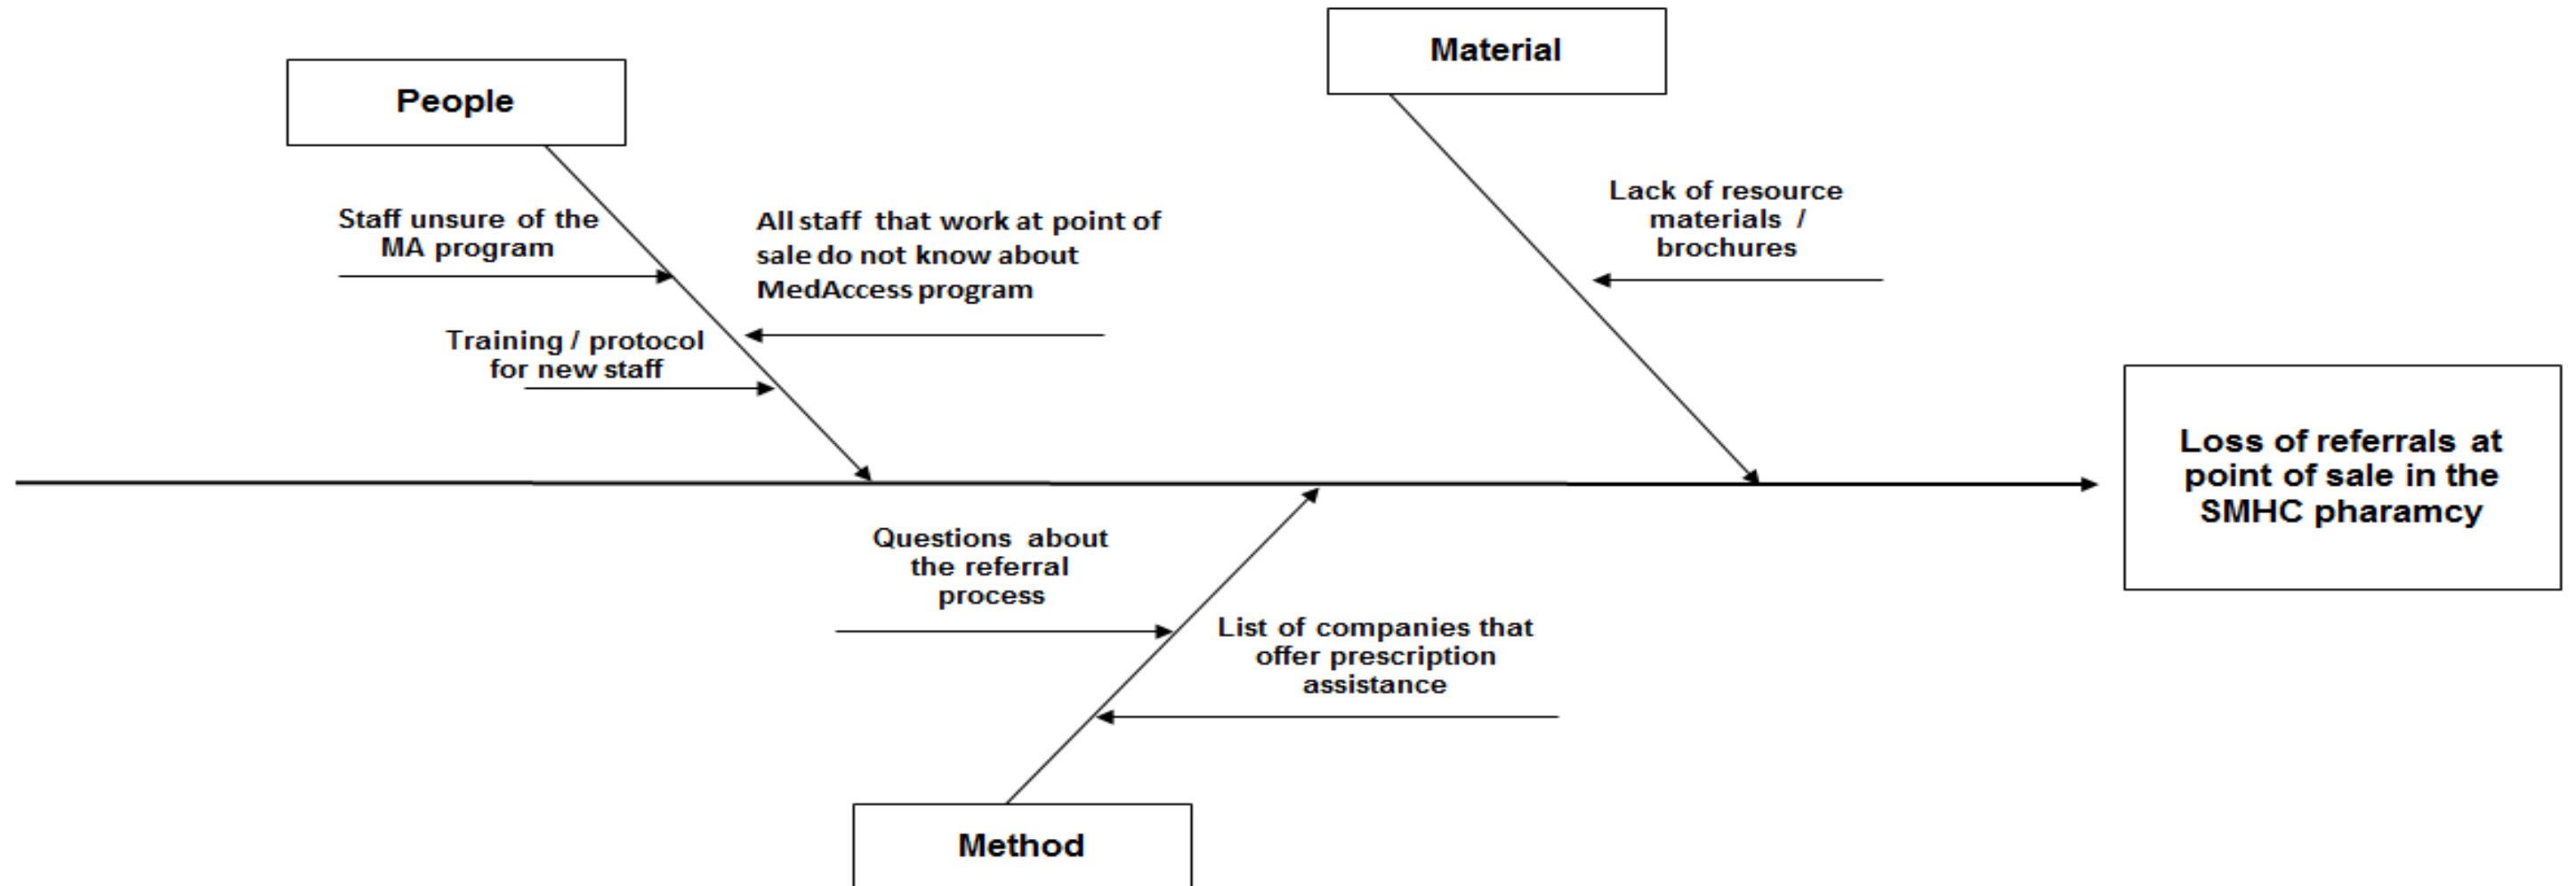 People
Material
Staff unsure of the
MA program
All staff that work at point of
sale do not know about
MedAccess program
Training / protocol
for new staff
Lack of resource
materials /
brochures
Loss of referrals at
point of sale in the
SMHC pharamcy
Questions about
the referral
process
List of companies that
offer prescription
assistance
Method